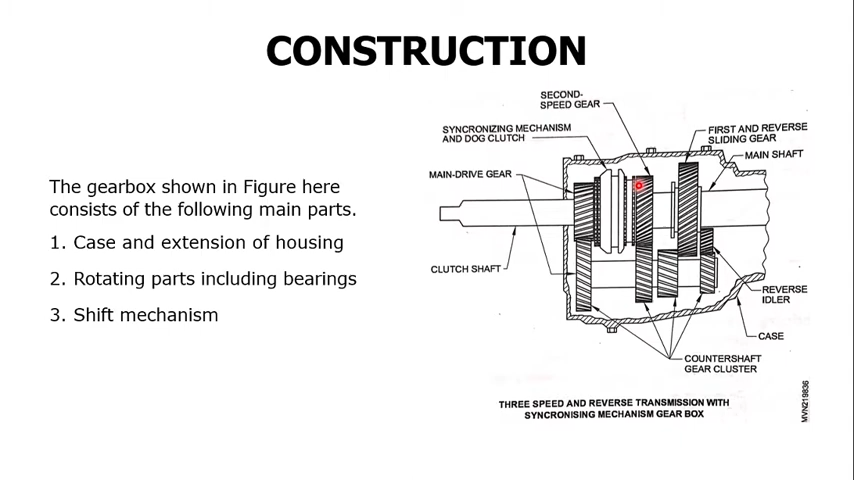 CONSTRUCTION
The gearbox shown in Figure here
consists of the following main parts.
1. Case and extension of housing
2. Rotating parts including bearings
3. Shift mechanism
SECOND-
SPEED GEAR
SYNCRONIZING MECHANISM
AND DOG CLUTCH
FIRST AND REVERSE
SLIDING GEAR
MAIN SHAFT
MAIN-DRIVE GEAR
CLUTCH SHAFT
REVERSE
IDLER
CASE
COUNTERSHAFT
GEAR CLUSTER
THREE SPEED AND REVERSE TRANSMISSION WITH
SYNCRONISING MECHANISM GEAR BOX
MVN219836